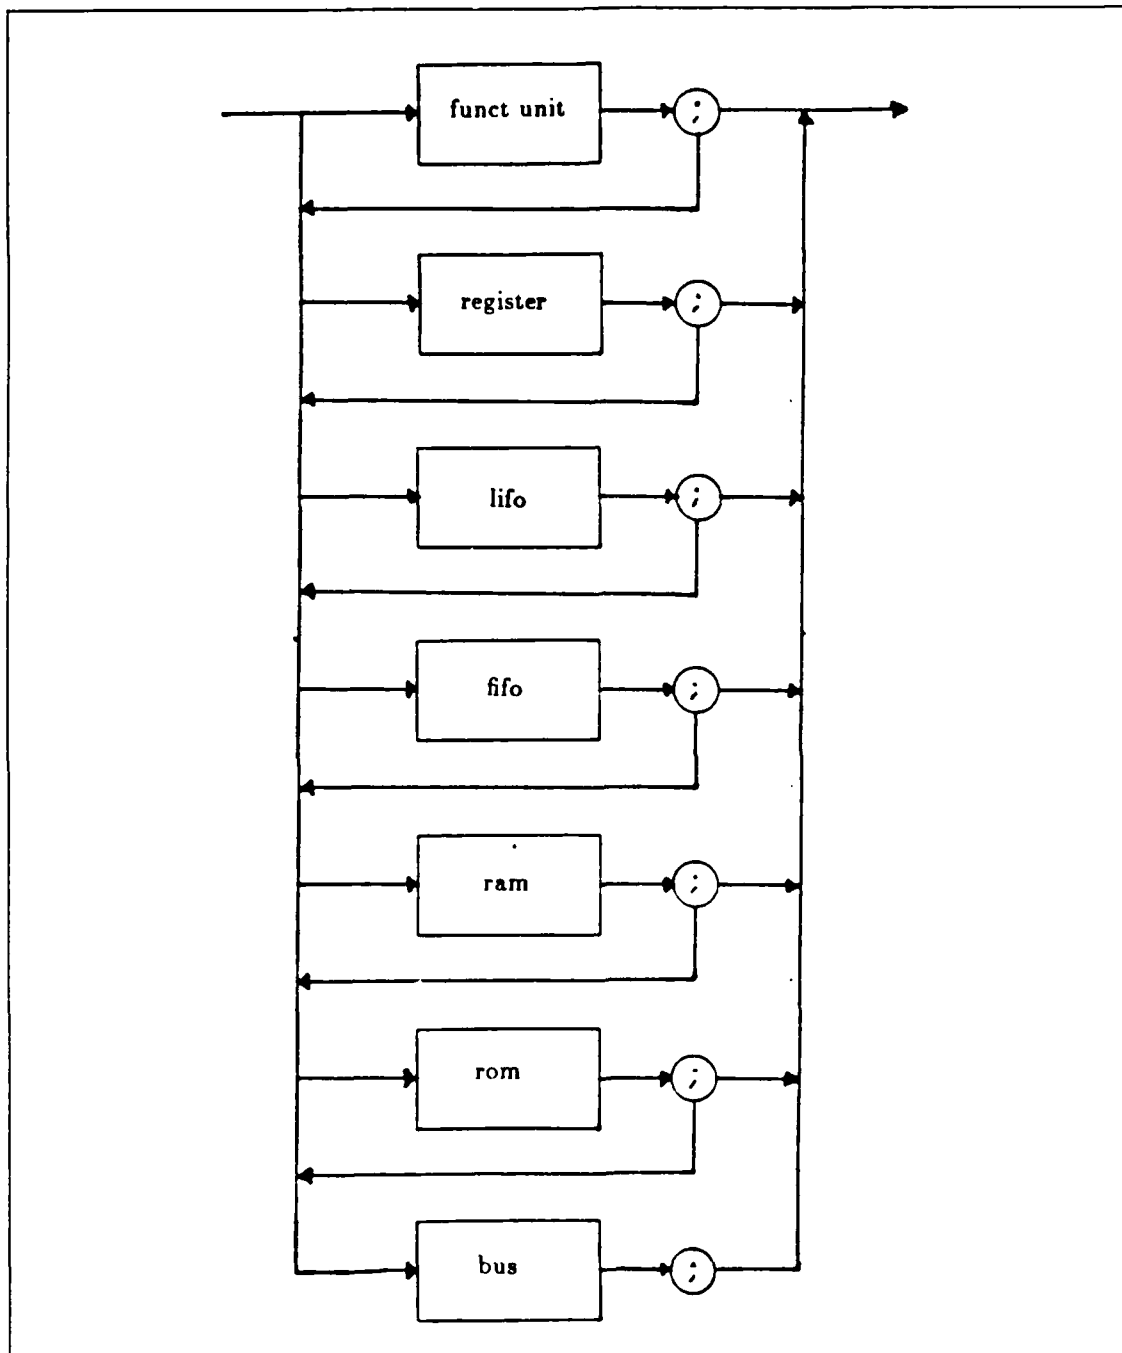 funct unit ;
register ;
lifo ;
fifo ;
ram ;
rom ;
bus ;